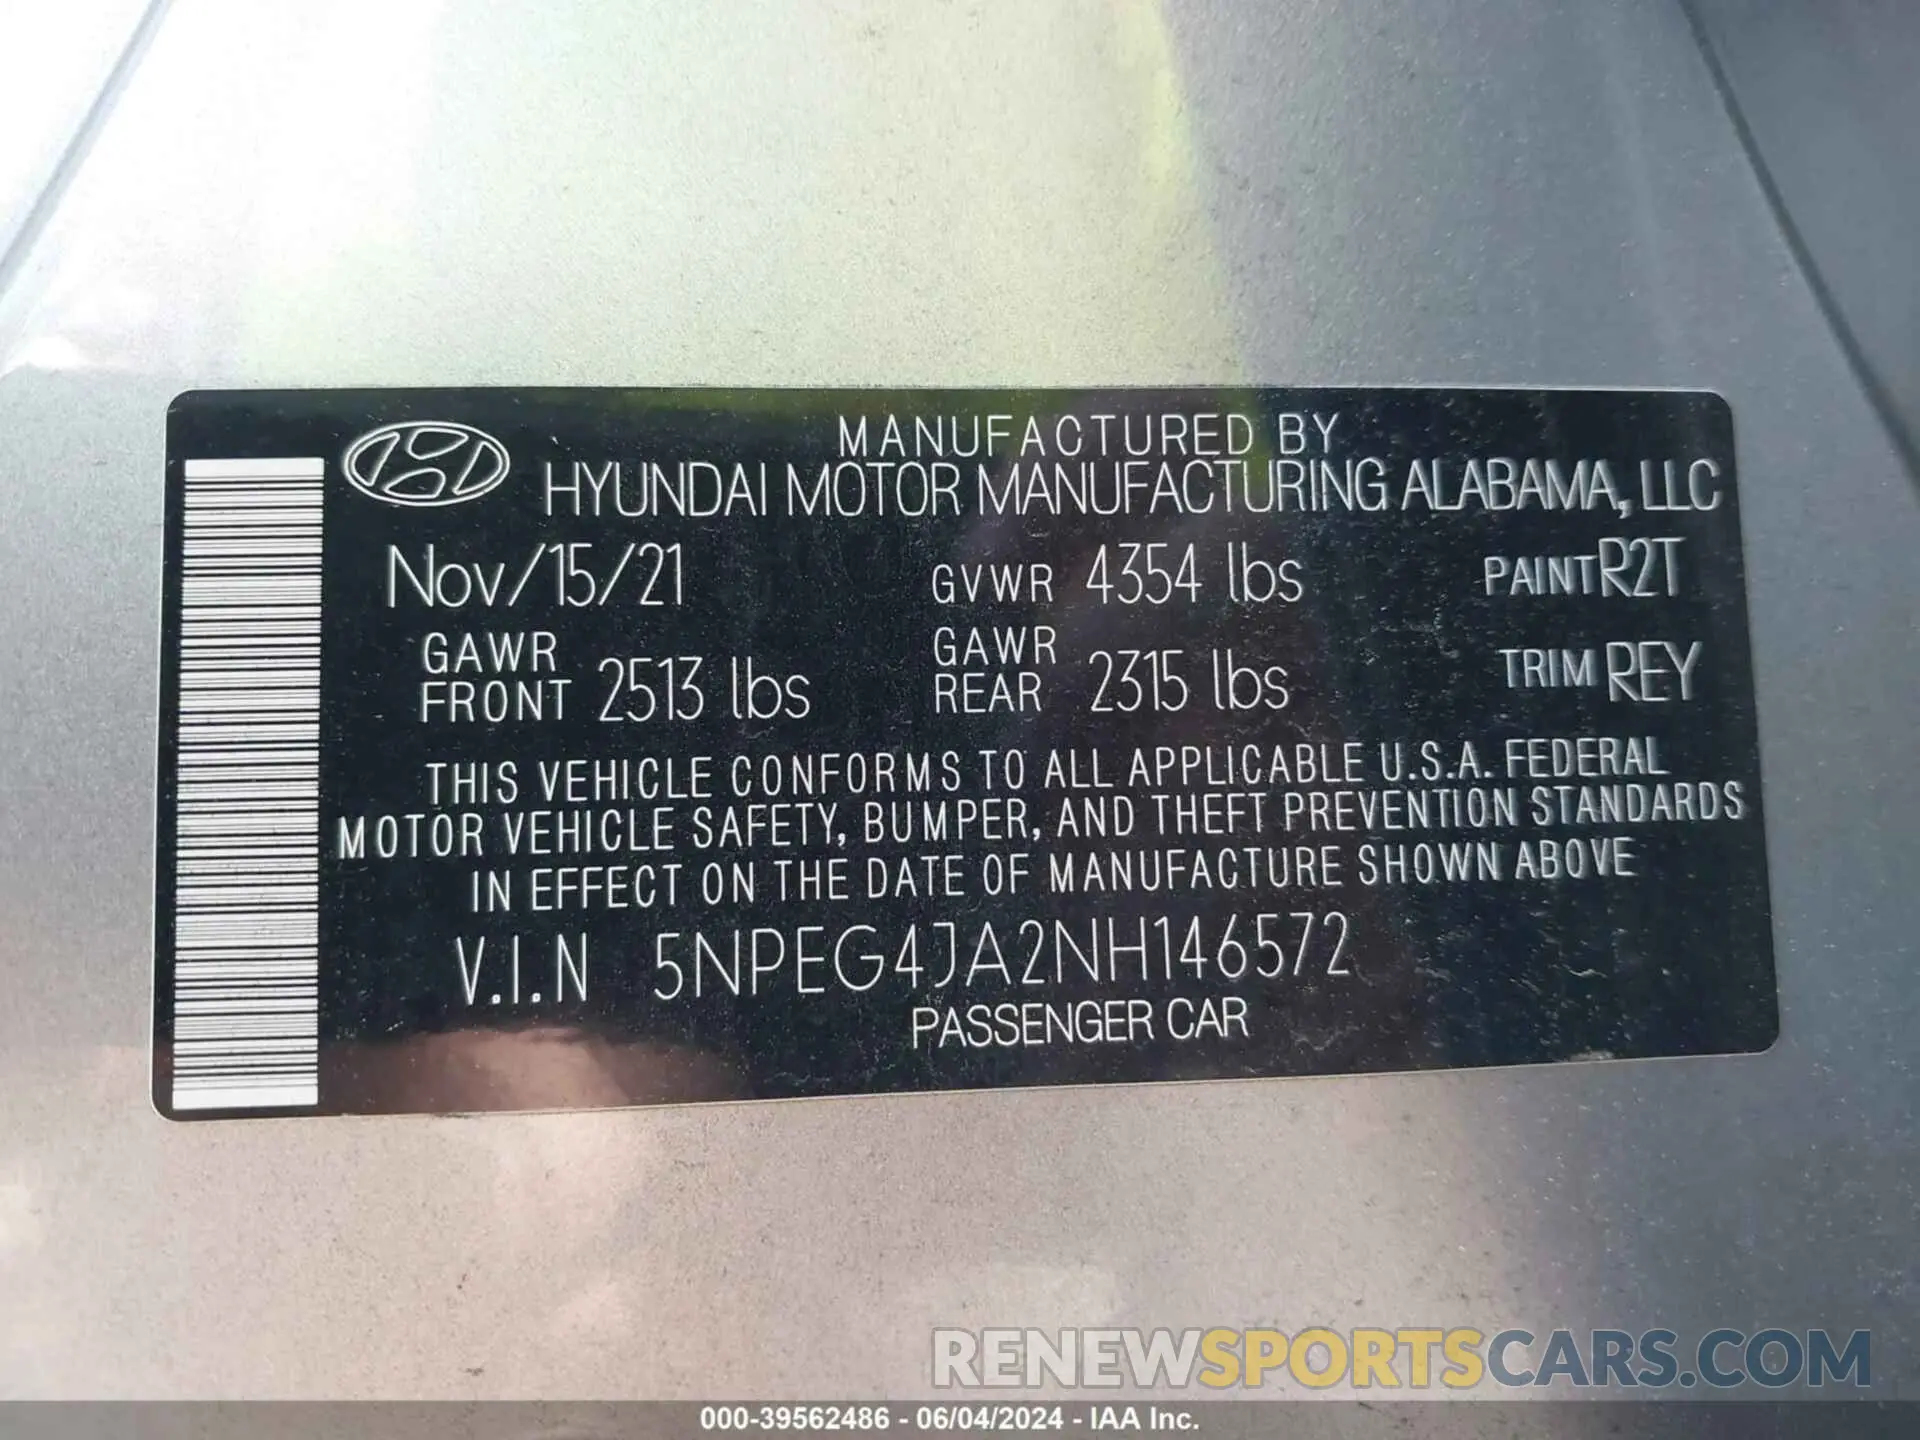 MANUFACTURED BY
HYUNDAI MOTOR MANUFACTURING ALABAMA, LLC
Nov/15/21 GVWR 4354 lbs PAINT R2T
GAWR FRONT 2513 lbs GAWR REAR 2315 lbs TRIM REY
THIS VEHICLE CONFORMS TO ALL APPLICABLE U.S.A. FEDERAL
MOTOR VEHICLE SAFETY, BUMPER, AND THEFT PREVENTION STANDARDS
IN EFFECT ON THE DATE OF MANUFACTURE SHOWN ABOVE
V.I.N 5NPEG4JA2NH146572
PASSENGER CAR
RENEWSPORTSCARS.COM
000-39562486 - 06/04/2024 - IAA Inc.